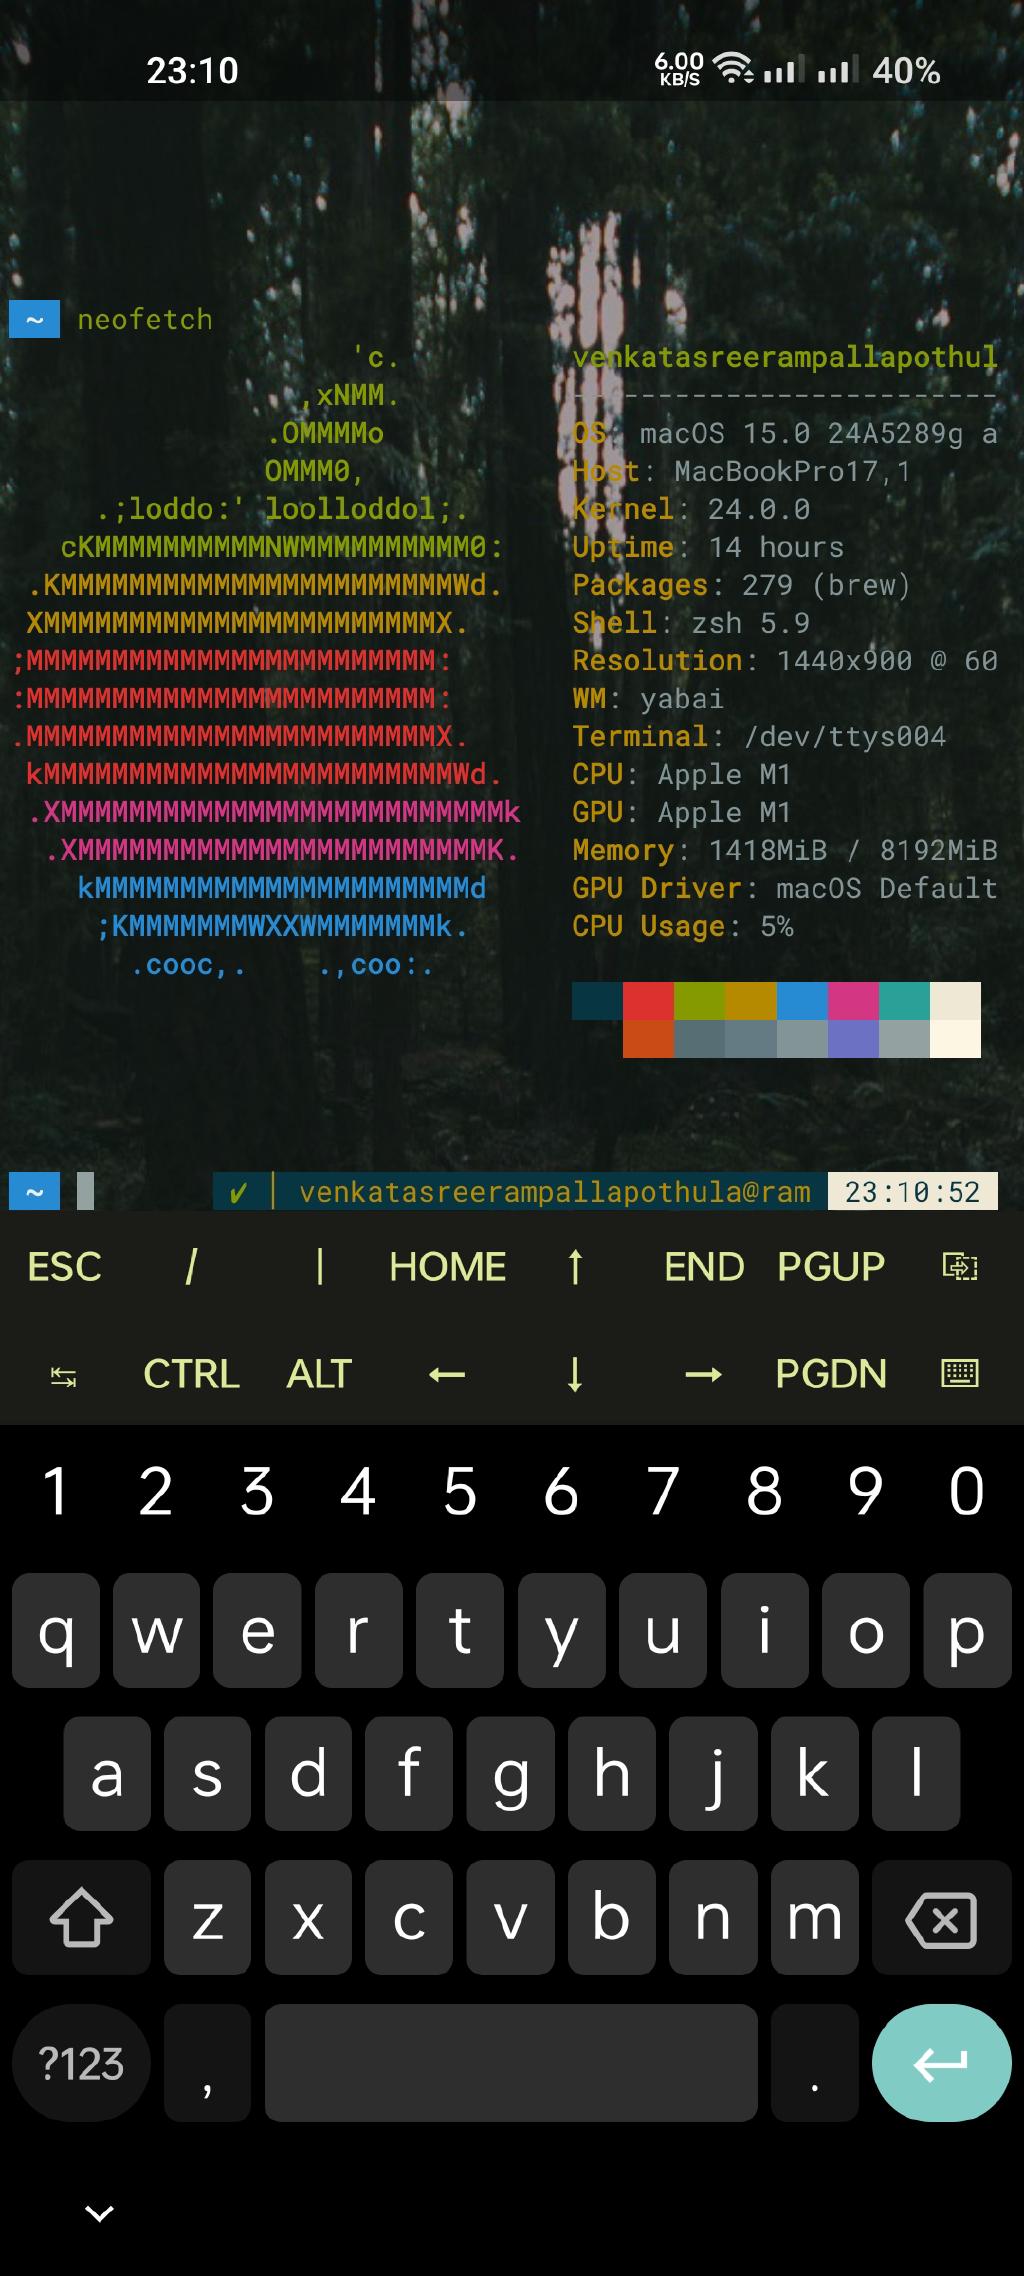 23:10 6.00 KB/S 40%
~ neofetch
'c. venkatasreerampallapothul
,xNMM. -------------------------
.OMMMMo OS: macOS 15.0 24A5289g a
OMMM0, Host: MacBookPro17,1
.;loddo:' loolloddol;. Kernel: 24.0.0
cKMMMMMMMMMMNWMMMMMMMMMM0: Uptime: 14 hours
.KMMMMMMMMMMMMMMMMMMMMMMMWd. Packages: 279 (brew)
XMMMMMMMMMMMMMMMMMMMMMMMX. Shell: zsh 5.9
;MMMMMMMMMMMMMMMMMMMMMMMM: Resolution: 1440x900 @ 60
:MMMMMMMMMMMMMMMMMMMMMMMM: WM: yabai
.MMMMMMMMMMMMMMMMMMMMMMMMX. Terminal: /dev/ttys004
kMMMMMMMMMMMMMMMMMMMMMMMMWd. CPU: Apple M1
.XMMMMMMMMMMMMMMMMMMMMMMMMMMk GPU: Apple M1
.XMMMMMMMMMMMMMMMMMMMMMMMMK. Memory: 1418MiB / 8192MiB
kMMMMMMMMMMMMMMMMMMMMMMd GPU Driver: macOS Default
;KMMMMMMMWXXWMMMMMMMk. CPU Usage: 5%
.cooc,. .,coo:.
~ ✓ │ venkatasreerampallapothula@ram 23:10:52
ESC / | HOME ↑ END PGUP
↹ CTRL ALT ← ↓ → PGDN
1 2 3 4 5 6 7 8 9 0
q w e r t y u i o p
a s d f g h j k l
z x c v b n m
?123 , .